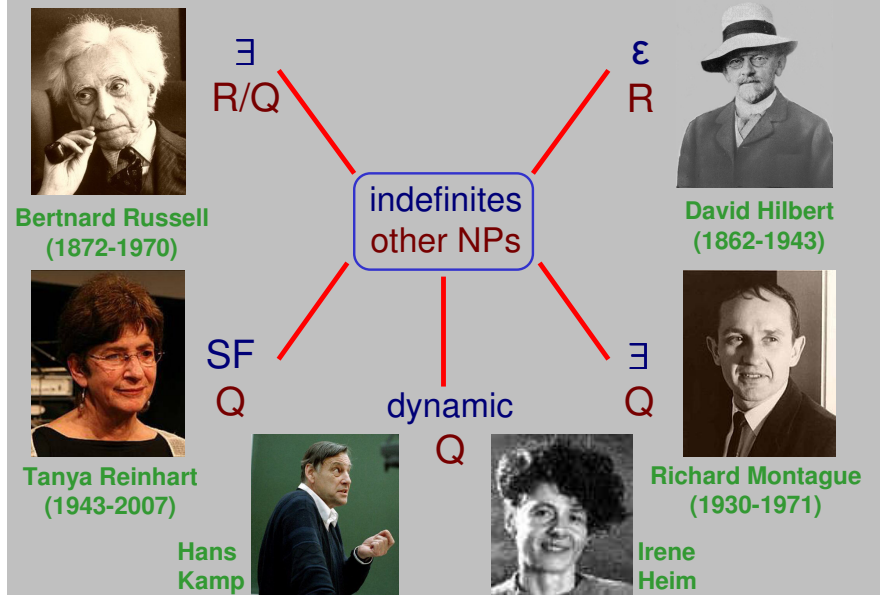 ∃
R/Q
Bertnard Russell
(1872-1970)
ε
R
David Hilbert
(1862-1943)
indefinites
other NPs
SF
Q
Tanya Reinhart
(1943-2007)
dynamic
Q
Hans
Kamp
Irene
Heim
∃
Q
Richard Montague
(1930-1971)